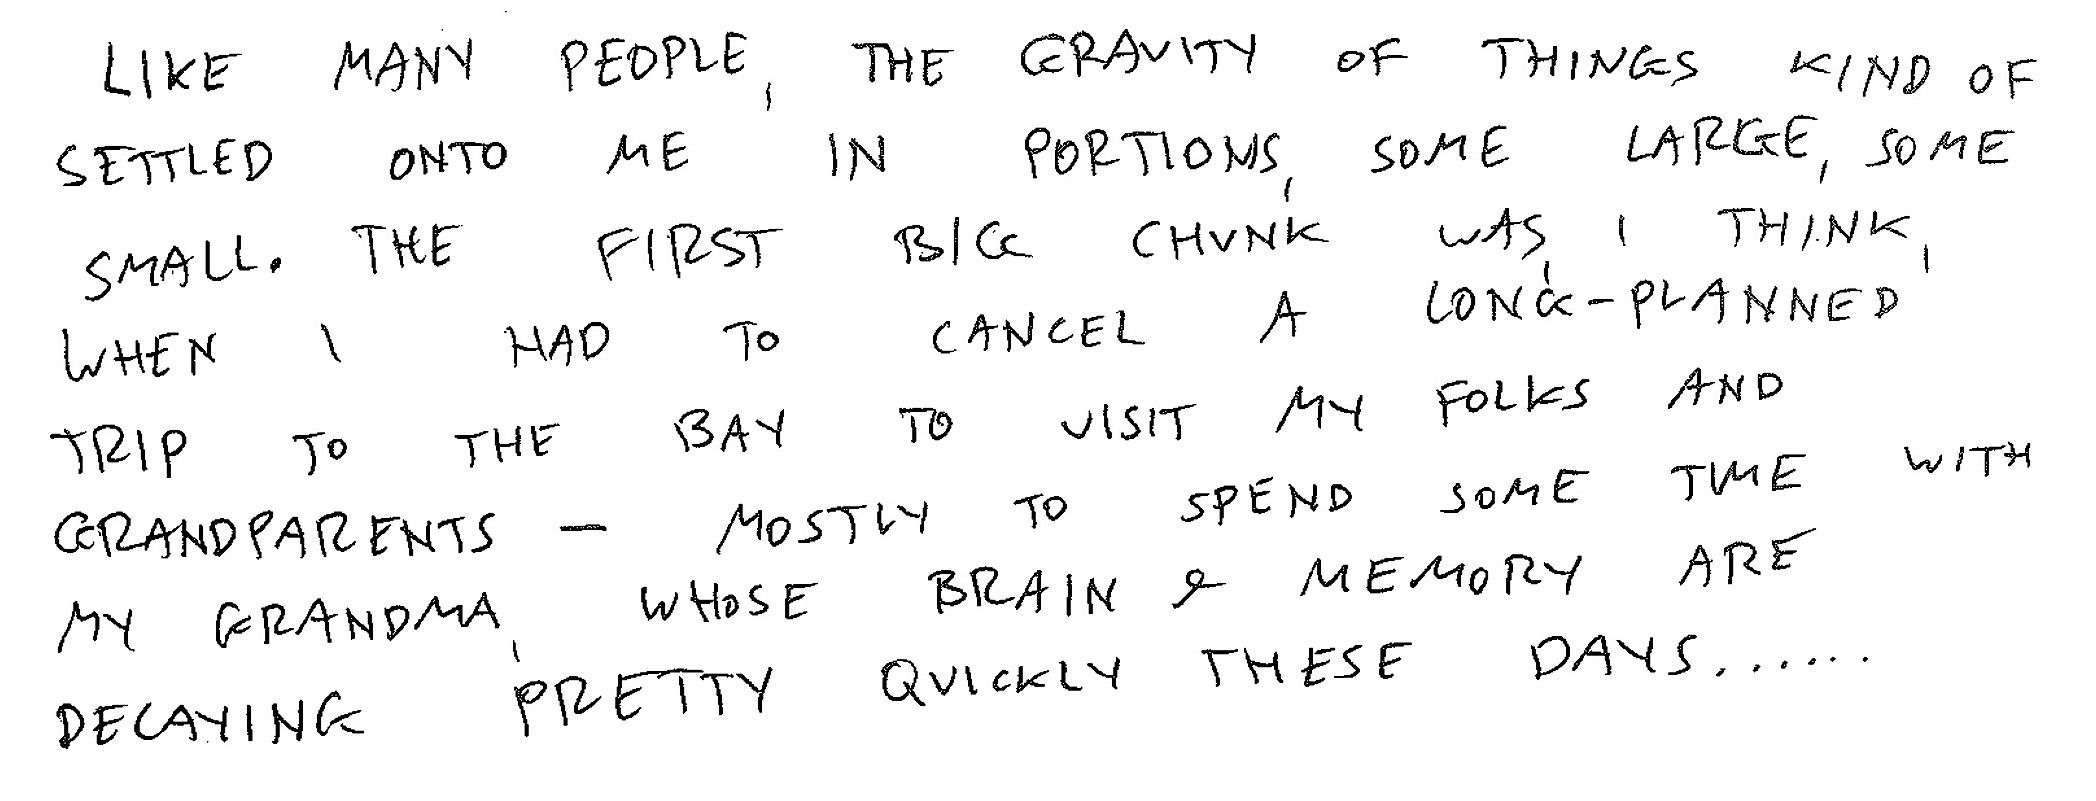 LIKE MANY PEOPLE, THE GRAVITY OF THINGS KIND OF
SETTLED ONTO ME IN PORTIONS, SOME LARGE, SOME
SMALL. THE FIRST BIG CHUNK WAS, I THINK,
WHEN I HAD TO CANCEL A LONG-PLANNED
TRIP TO THE BAY TO VISIT MY FOLKS AND
GRANDPARENTS — MOSTLY TO SPEND SOME TIME WITH
MY GRANDMA, WHOSE BRAIN & MEMORY ARE
DECAYING PRETTY QUICKLY THESE DAYS......